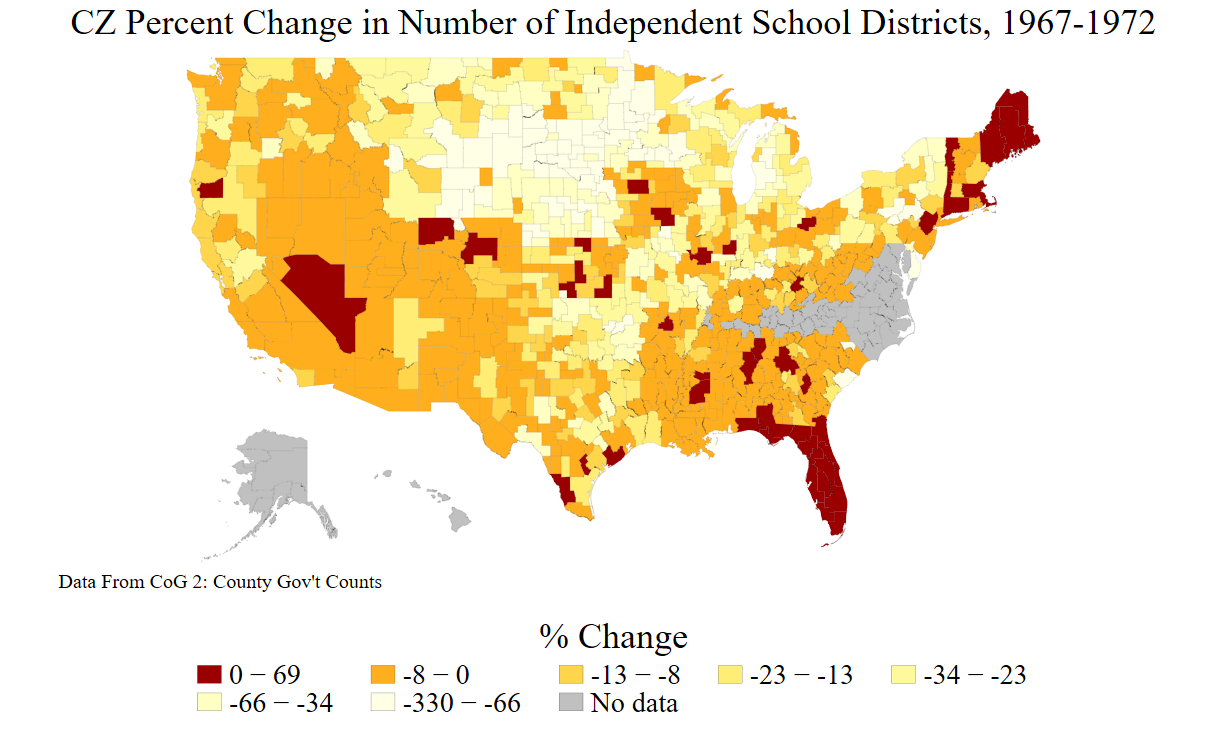 CZ Percent Change in Number of Independent School Districts, 1967-1972
Data From CoG 2: County Gov't Counts
% Change
0 − 69 -8 − 0 -13 − -8 -23 − -13 -34 − -23
-66 − -34 -330 − -66 No data